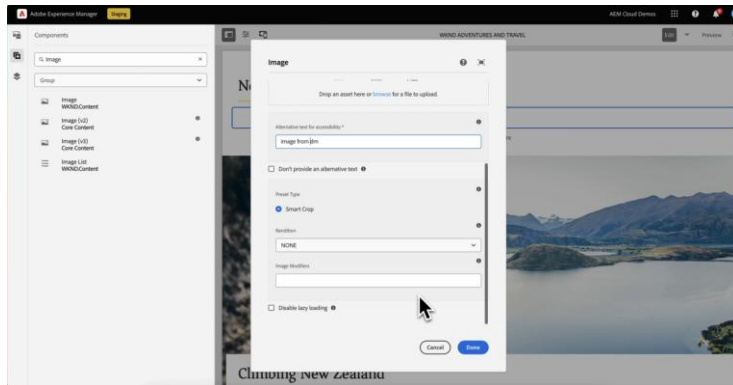 Adobe Experience Manager
Staging
AEM Cloud Demos
Components
WKND ADVENTURES AND TRAVEL
Edit
Preview
image
Group
Image
WKND.Content
Image (v2)
Core Content
Image (v3)
Core Content
Image List
WKND.Content
Image
Drop an asset here or browse for a file to upload.
Alternative text for accessibility *
image from dm
Don't provide an alternative text
Preset Type
Smart Crop
Rendition
NONE
Image Modifiers
Disable lazy loading
Cancel
Done
Climbing New Zealand